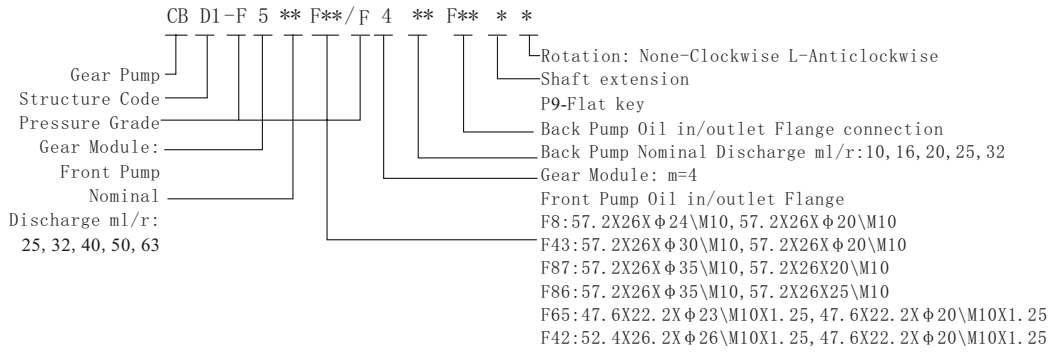 CB D1-F 5 ** F**/F 4 ** F** * *
Gear Pump
Structure Code
Pressure Grade
Gear Module:
Front Pump
Nominal
Discharge ml/r:
25, 32, 40, 50, 63
Rotation: None-Clockwise L-Anticlockwise
Shaft extension
P9-Flat key
Back Pump Oil in/outlet Flange connection
Back Pump Nominal Discharge ml/r:10,16,20,25,32
Gear Module: m=4
Front Pump Oil in/outlet Flange
F8:57.2X26Xφ24\M10,57.2X26Xφ20\M10
F43:57.2X26Xφ30\M10,57.2X26Xφ20\M10
F87:57.2X26Xφ35\M10,57.2X26X20\M10
F86:57.2X26Xφ35\M10,57.2X26X25\M10
F65:47.6X22.2Xφ23\M10X1.25,47.6X22.2Xφ20\M10X1.25
F42:52.4X26.2Xφ26\M10X1.25,47.6X22.2Xφ20\M10X1.25